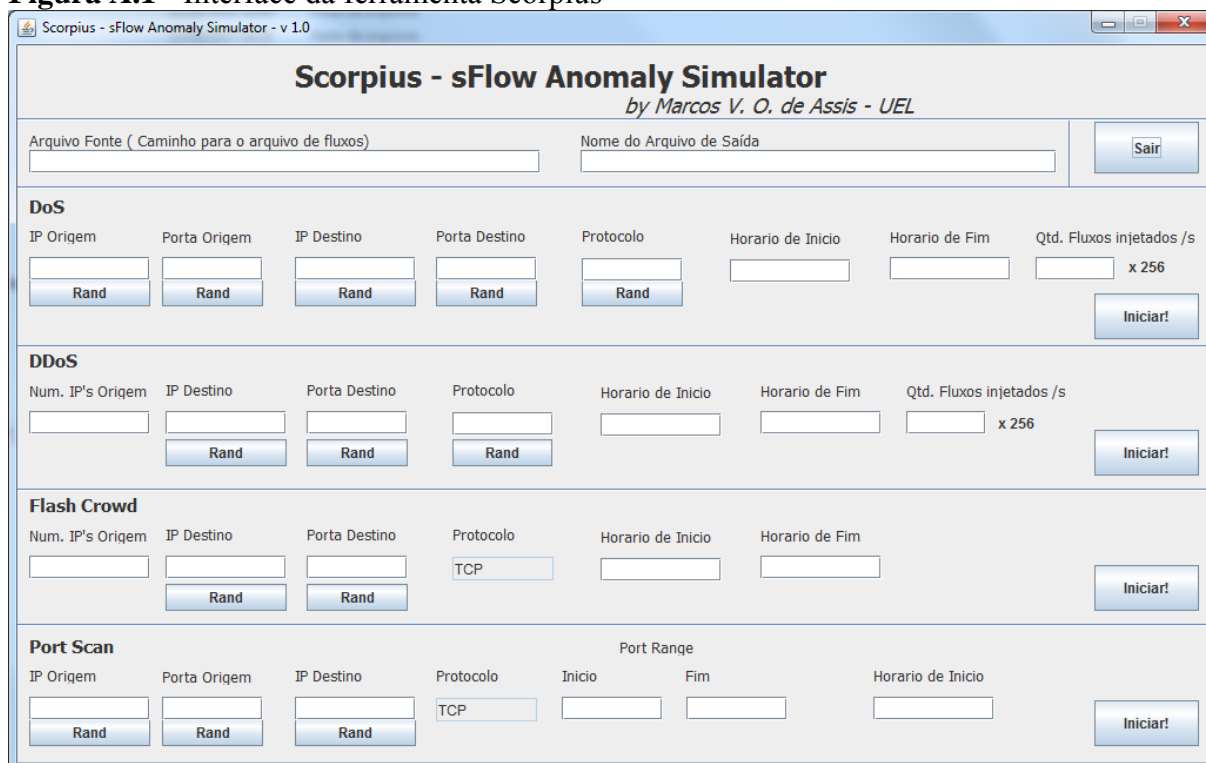 Figura A.1 - Interface da ferramenta Scorpius
Scorpius - sFlow Anomaly Simulator - v 1.0
Scorpius - sFlow Anomaly Simulator
by Marcos V. O. de Assis - UEL
Arquivo Fonte ( Caminho para o arquivo de fluxos) Nome do Arquivo de Saída
Sair
DoS
IP Origem Porta Origem IP Destino Porta Destino Protocolo Horario de Inicio Horario de Fim Qtd. Fluxos injetados /s
x 256
Rand Rand Rand Rand Rand
Iniciar!
DDoS
Num. IP's Origem IP Destino Porta Destino Protocolo Horario de Inicio Horario de Fim Qtd. Fluxos injetados /s
x 256
Rand Rand Rand
Iniciar!
Flash Crowd
Num. IP's Origem IP Destino Porta Destino Protocolo Horario de Inicio Horario de Fim
TCP
Rand Rand
Iniciar!
Port Scan Port Range
IP Origem Porta Origem IP Destino Protocolo Inicio Fim Horario de Inicio
TCP
Rand Rand Rand
Iniciar!